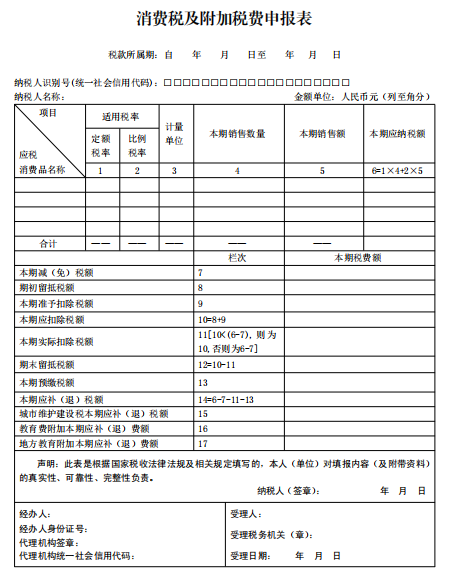 消费税及附加税费申报表
税款所属期：自 年 月 日至 年 月 日
纳税人识别号(统一社会信用代码)：□□□□□□□□□□□□□□□□□□□□
纳税人名称： 金额单位：人民币元（列至角分）
项目
应税
消费品名称
适用税率
定额
税率
比例
税率
计量
单位
本期销售数量
本期销售额
本期应纳税额
1 2 3 4 5 6=1×4+2×5
合计 —— —— —— —— ——
栏次 本期税费额
本期减（免）税额 7
期初留抵税额 8
本期准予扣除税额 9
本期应扣除税额 10=8+9
本期实际扣除税额
11[10<(6-7)，则为
10,否则为6-7]
期末留抵税额 12=10-11
本期预缴税额 13
本期应补（退）税额 14=6-7-11-13
城市维护建设税本期应补（退）税额 15
教育费附加本期应补（退）费额 16
地方教育附加本期应补（退）费额 17
声明：此表是根据国家税收法律法规及相关规定填写的，本人（单位）对填报内容（及附带资料）
的真实性、可靠性、完整性负责。
纳税人（签章）： 年 月 日
经办人：
经办人身份证号：
代理机构签章：
代理机构统一社会信用代码：
受理人：
受理税务机关（章）：
受理日期： 年 月 日